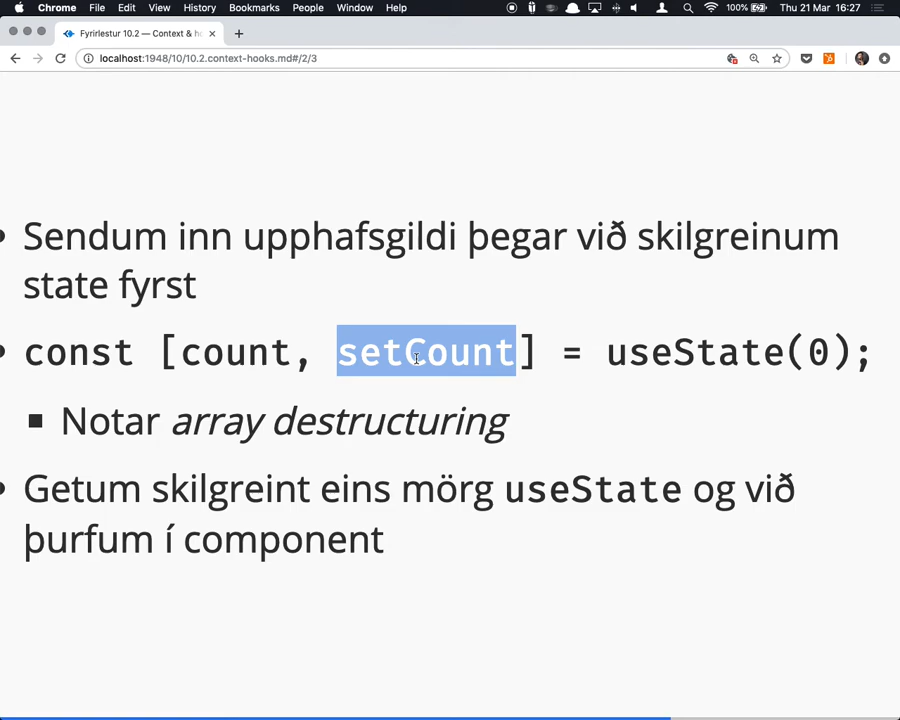 Chrome File Edit View History Bookmarks People Window Help 100% Thu 21 Mar 16:27
Fyrirlestur 10.2 — Context & h
localhost:1948/10/10.2.context-hooks.md#/2/3
• Sendum inn upphafsgildi þegar við skilgreinum
state fyrst
• const [count, setCount] = useState(0);
▪ Notar array destructuring
• Getum skilgreint eins mörg useState og við
þurfum í component